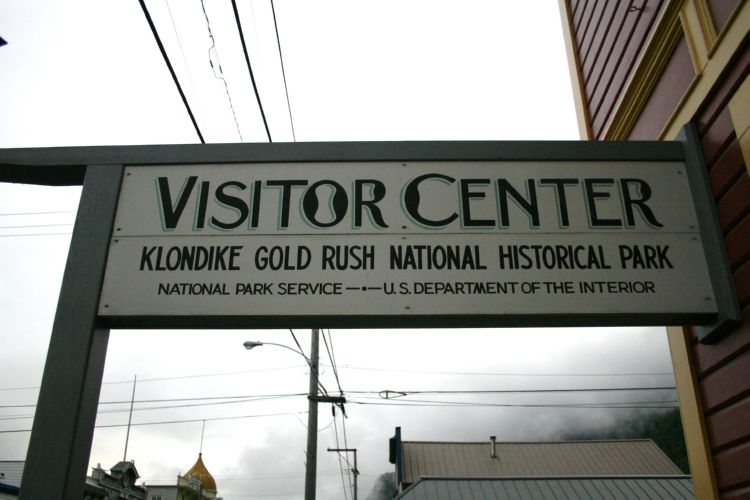 VISITOR CENTER
KLONDIKE GOLD RUSH NATIONAL HISTORICAL PARK
NATIONAL PARK SERVICE—•—U.S. DEPARTMENT OF THE INTERIOR